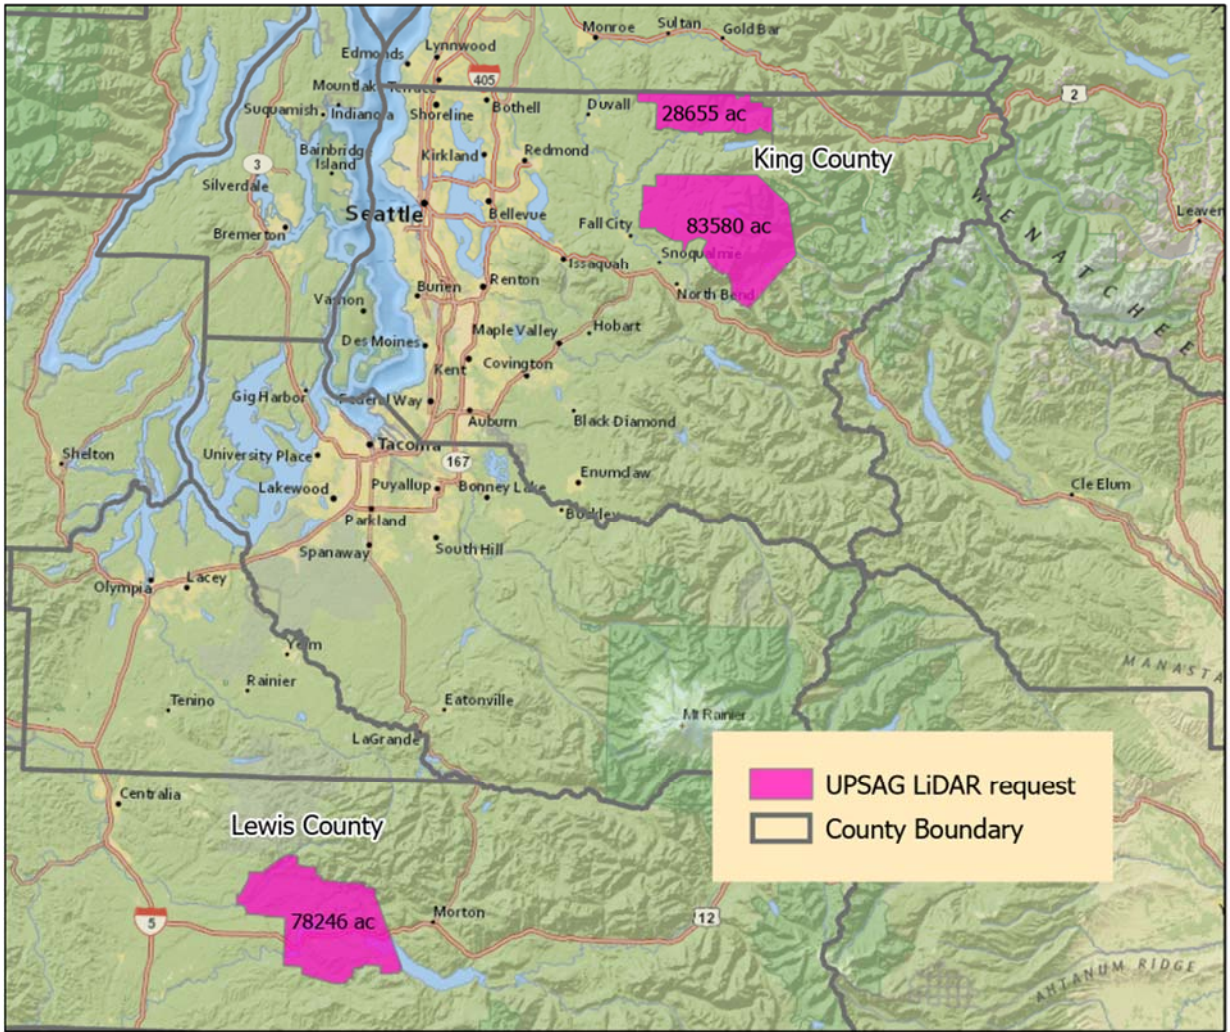 Monroe
Sultan
Gold Bar
Lynnwood
Edmonds
405
2
Mountlak Terrace
Duvall
28655 ac
Suquamish
Indianola
Shoreline
Bothell
King County
Bainbridge
Island
Kirkland
Redmond
3
Silverdale
WENATCHEE
Seattle
Bellevue
Fall City
83580 ac
Leaven
Bremerton
Snoqualmie
Issaquah
Renton
Burien
North Bend
Vashon
Maple Valley
Hobart
Des Moines
Kent
Covington
Gig Harbor
Federal Way
Auburn
Black Diamond
Tacoma
Shelton
University Place
167
Enumclaw
Lakewood
Puyallup
Bonney Lake
Cle Elum
Buckley
Parkland
Spanaway
South Hill
Olympia
Lacey
Yelm
MANASTA
Rainier
Tenino
Eatonville
Mt Rainier
LaGrande
UPSAG LiDAR request
County Boundary
Centralia
Lewis County
78246 ac
Morton
5
12
AHTANUM RIDGE